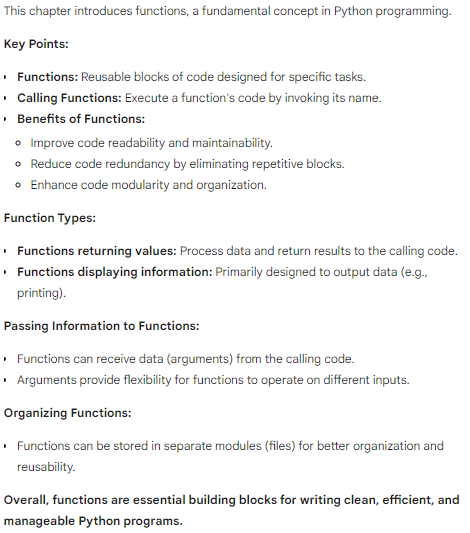 This chapter introduces functions, a fundamental concept in Python programming.
Key Points:
• Functions: Reusable blocks of code designed for specific tasks.
• Calling Functions: Execute a function's code by invoking its name.
• Benefits of Functions:
○ Improve code readability and maintainability.
○ Reduce code redundancy by eliminating repetitive blocks.
○ Enhance code modularity and organization.
Function Types:
• Functions returning values: Process data and return results to the calling code.
• Functions displaying information: Primarily designed to output data (e.g.,
printing).
Passing Information to Functions:
• Functions can receive data (arguments) from the calling code.
• Arguments provide flexibility for functions to operate on different inputs.
Organizing Functions:
• Functions can be stored in separate modules (files) for better organization and
reusability.
Overall, functions are essential building blocks for writing clean, efficient, and
manageable Python programs.